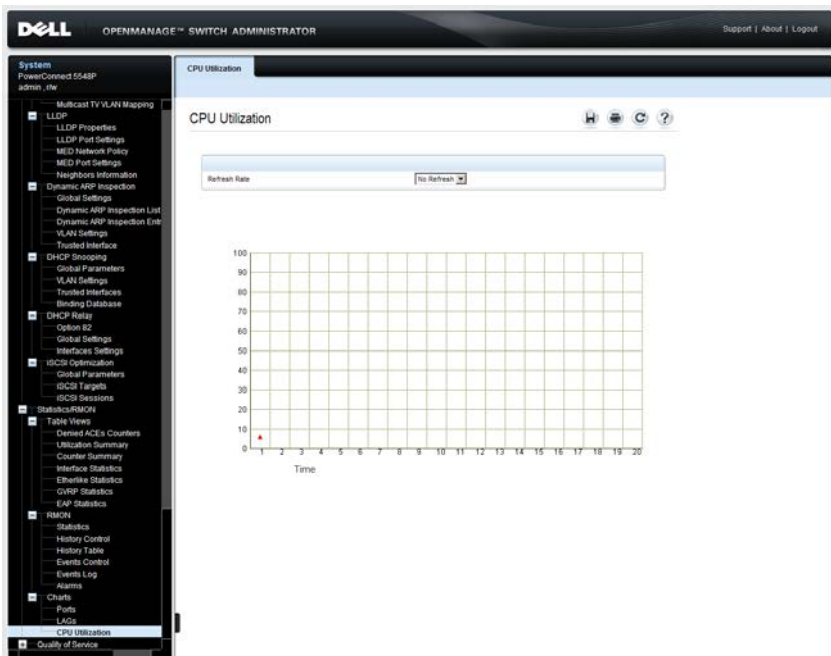 DELL
OPENMANAGE™ SWITCH ADMINISTRATOR
Support | About | Logout
System
PowerConnect 5548P
admin , r/w
Multicast TV VLAN Mapping
LLDP
LLDP Properties
LLDP Port Settings
MED Network Policy
MED Port Settings
Neighbors Information
Dynamic ARP Inspection
Global Settings
Dynamic ARP Inspection List
Dynamic ARP Inspection Entr
VLAN Settings
Trusted Interface
DHCP Snooping
Global Parameters
VLAN Settings
Trusted Interfaces
Binding Database
DHCP Relay
Option 82
Global Settings
Interfaces Settings
iSCSI Optimization
Global Parameters
iSCSI Targets
iSCSI Sessions
Statistics/RMON
Table Views
Denied ACEs Counters
Utilization Summary
Counter Summary
Interface Statistics
Etherlike Statistics
GVRP Statistics
EAP Statistics
RMON
Statistics
History Control
History Table
Events Control
Events Log
Alarms
Charts
Ports
LAGs
CPU Utilization
Quality of Service
CPU Utilization
CPU Utilization
?
Refresh Rate
No Refresh
100
90
80
70
60
50
40
30
20
10
0
1 2 3 4 5 6 7 8 9 10 11 12 13 14 15 16 17 18 19 20
Time